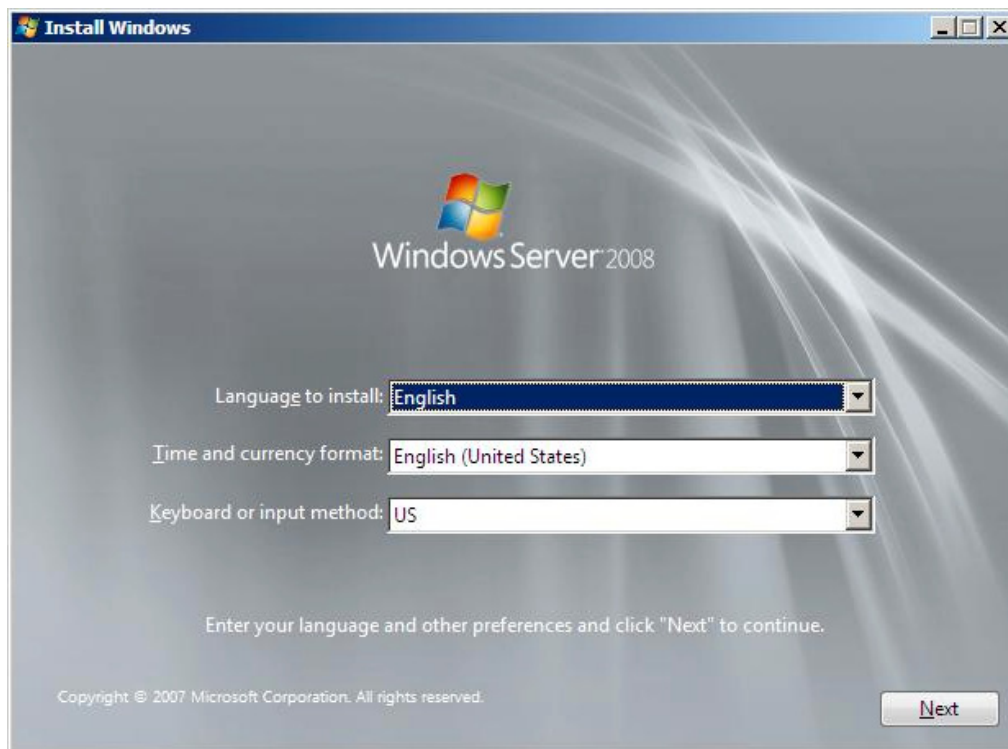 Install Windows
Windows Server 2008
Language to install: English
Time and currency format: English (United States)
Keyboard or input method: US
Enter your language and other preferences and click "Next" to continue.
Copyright © 2007 Microsoft Corporation. All rights reserved.
Next